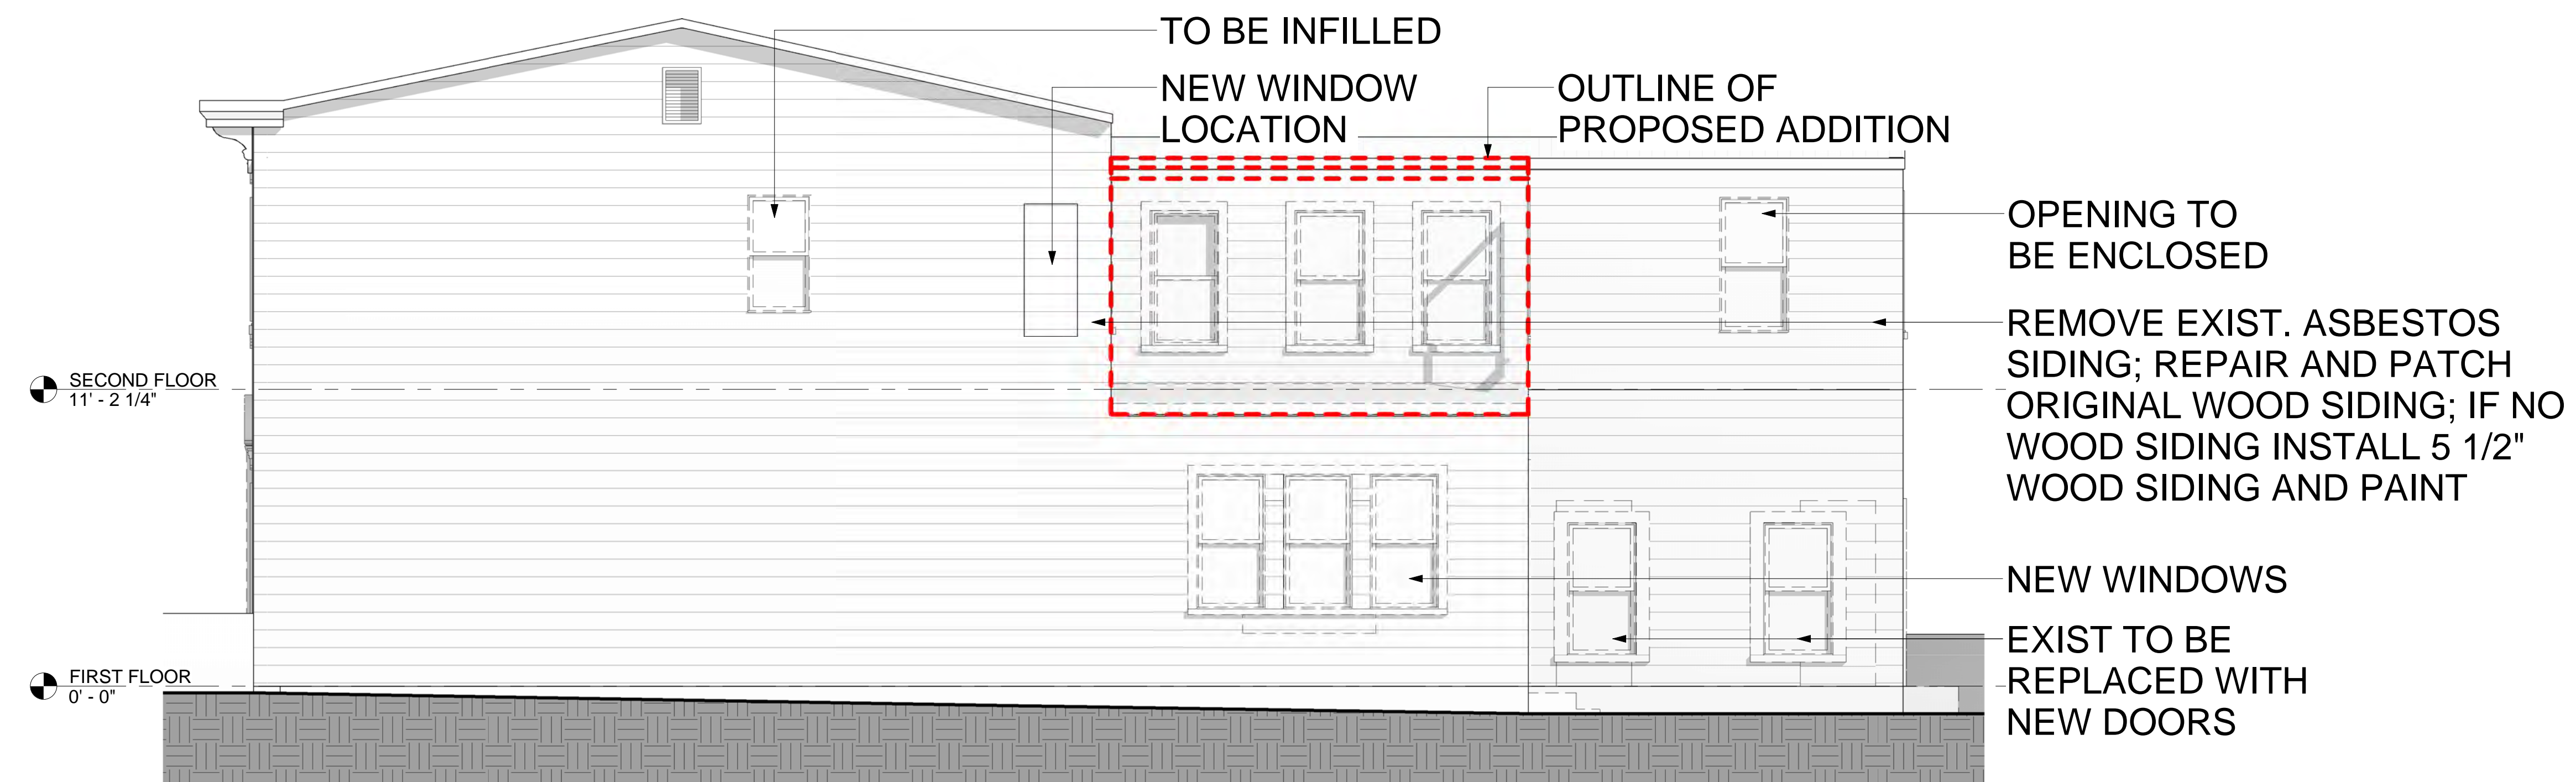 TO BE INFILLED
NEW WINDOW
LOCATION
OUTLINE OF
PROPOSED ADDITION
OPENING TO
BE ENCLOSED
REMOVE EXIST. ASBESTOS
SIDING; REPAIR AND PATCH
ORIGINAL WOOD SIDING; IF NO
WOOD SIDING INSTALL 5 1/2"
WOOD SIDING AND PAINT
SECOND FLOOR
11' - 2 1/4"
NEW WINDOWS
EXIST TO BE
REPLACED WITH
NEW DOORS
FIRST FLOOR
0' - 0"